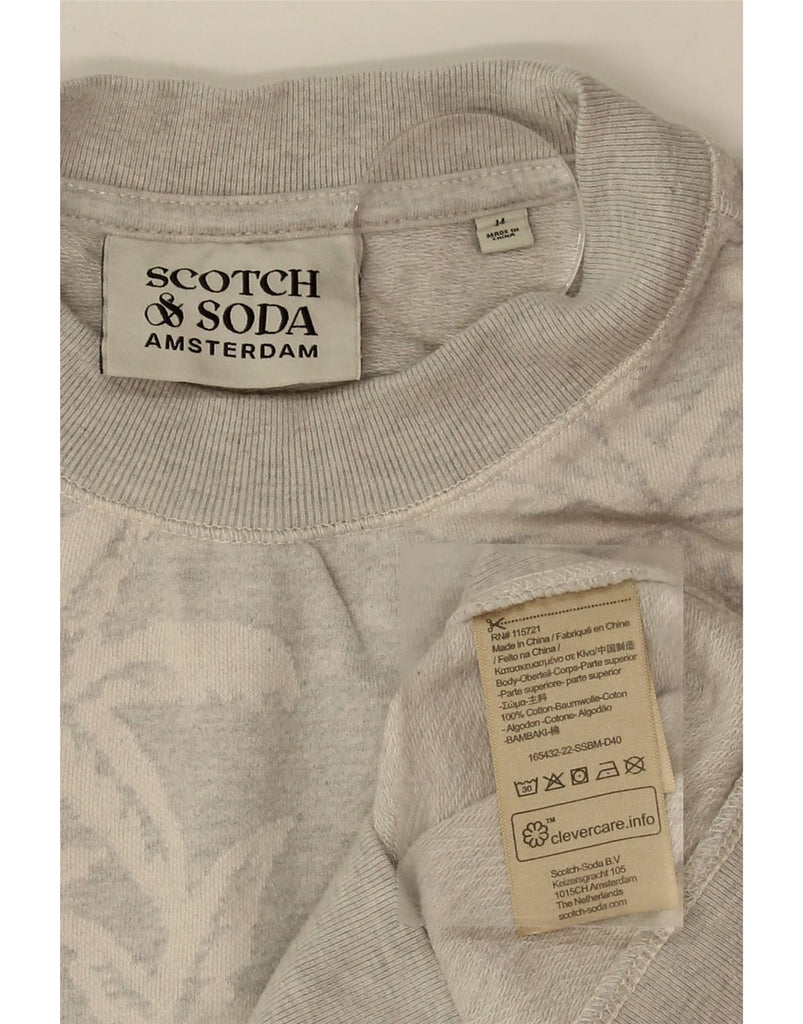 SCOTCH
& SODA
AMSTERDAM
14
MADE IN
CHINA
RN# 115721
Made in China / Fabriqué en Chine
/ Feito na China /
Κατασκευασμένο σε Κίνα/中国制造
Body-Oberteil-Corps-Parte superior
-Parte superiore- parte superior
-Σώμα-主料
100% Cotton-Baumwolle-Coton
- Algodon -Cotone- Algodão
-BAMBAKI-棉
165432-22-SSBM-D40
30
™
clevercare.info
Scotch-Soda B.V
Keizersgracht 105
1015CH Amsterdam
The Netherlands
scotch-soda.com